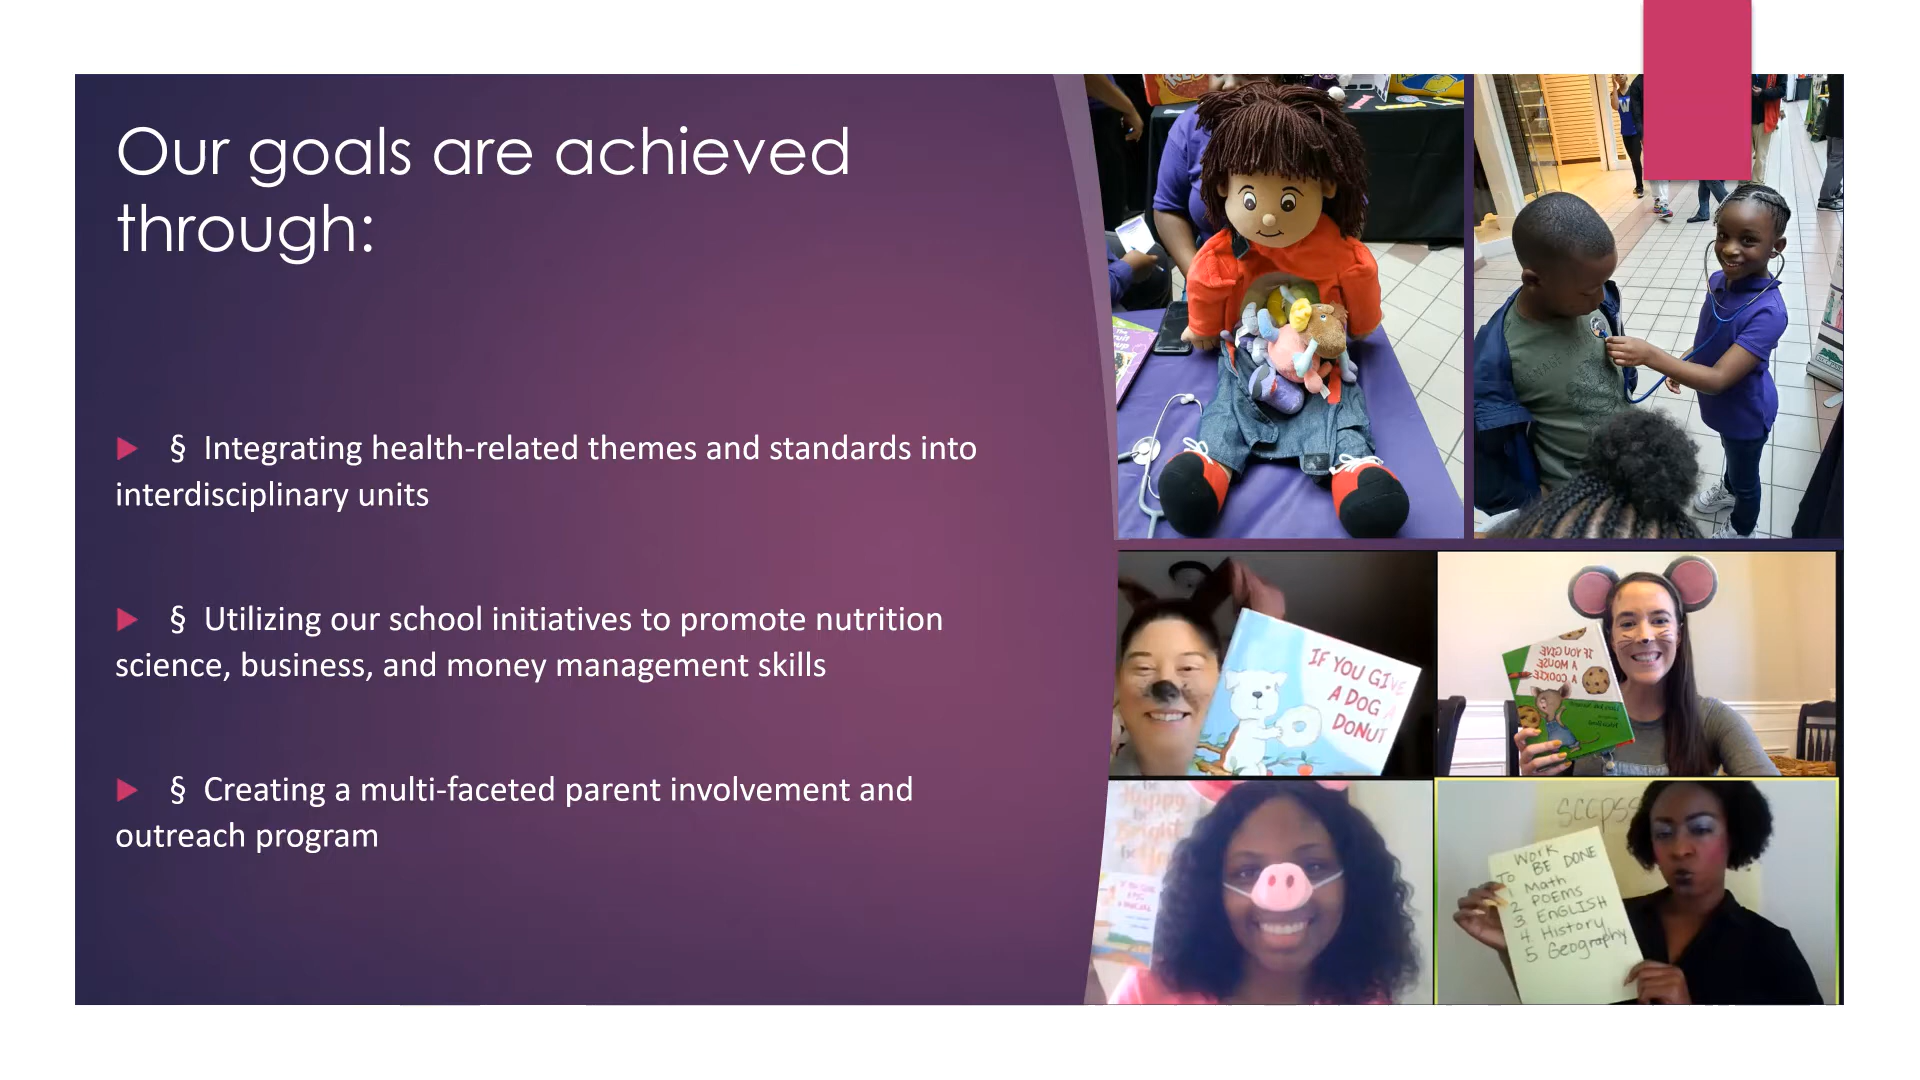 Our goals are achieved
through:
§ Integrating health-related themes and standards into
interdisciplinary units
§ Utilizing our school initiatives to promote nutrition
science, business, and money management skills
§ Creating a multi-faceted parent involvement and
outreach program
IF YOU GIVE
A DOG A
DONUT
IF YOU GIVE
A MOUSE
A COOKIE
Happy
Bright
SCCPSS
Work
To BE DONE
1 Math
2 POEMS
3 ENGLISH
4 History
5 Geography